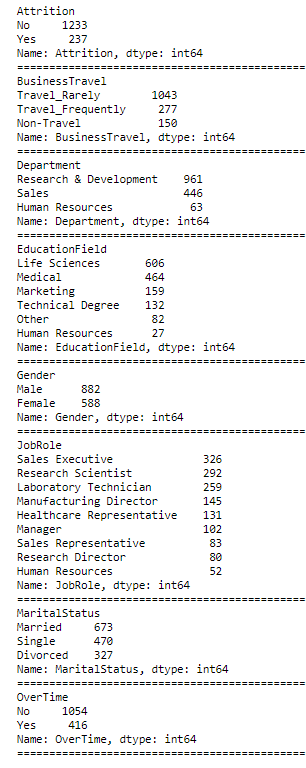 Attrition
No     1233
Yes     237
Name: Attrition, dtype: int64
============================================
BusinessTravel
Travel_Rarely        1043
Travel_Frequently     277
Non-Travel            150
Name: BusinessTravel, dtype: int64
============================================
Department
Research & Development    961
Sales                     446
Human Resources            63
Name: Department, dtype: int64
============================================
EducationField
Life Sciences       606
Medical             464
Marketing           159
Technical Degree    132
Other                82
Human Resources      27
Name: EducationField, dtype: int64
============================================
Gender
Male      882
Female    588
Name: Gender, dtype: int64
============================================
JobRole
Sales Executive              326
Research Scientist           292
Laboratory Technician        259
Manufacturing Director       145
Healthcare Representative    131
Manager                      102
Sales Representative          83
Research Director             80
Human Resources               52
Name: JobRole, dtype: int64
============================================
MaritalStatus
Married     673
Single      470
Divorced    327
Name: MaritalStatus, dtype: int64
============================================
OverTime
No     1054
Yes     416
Name: OverTime, dtype: int64
============================================